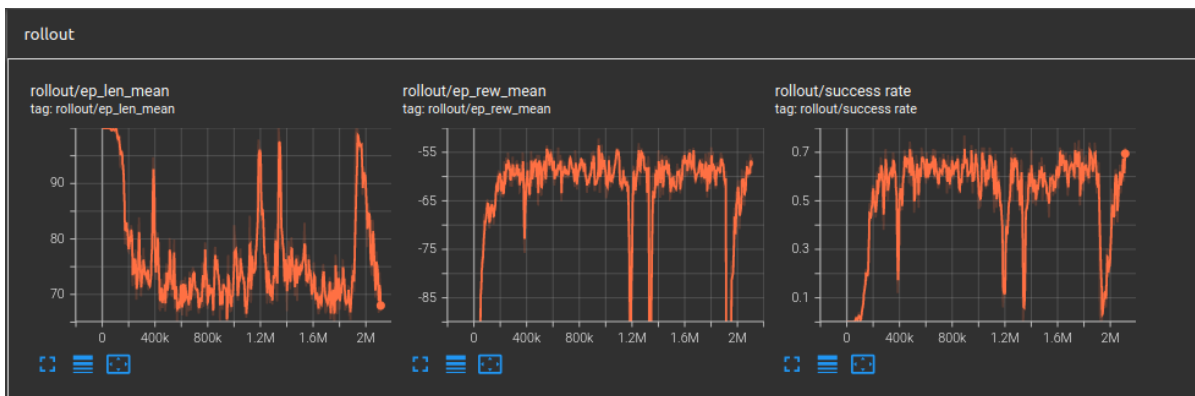 rollout
rollout/ep_len_mean
tag: rollout/ep_len_mean
90
80
70
0 400k 800k 1.2M 1.6M 2M
rollout/ep_rew_mean
tag: rollout/ep_rew_mean
-55
-65
-75
-85
0 400k 800k 1.2M 1.6M 2M
rollout/success rate
tag: rollout/success rate
0.7
0.5
0.3
0.1
0 400k 800k 1.2M 1.6M 2M